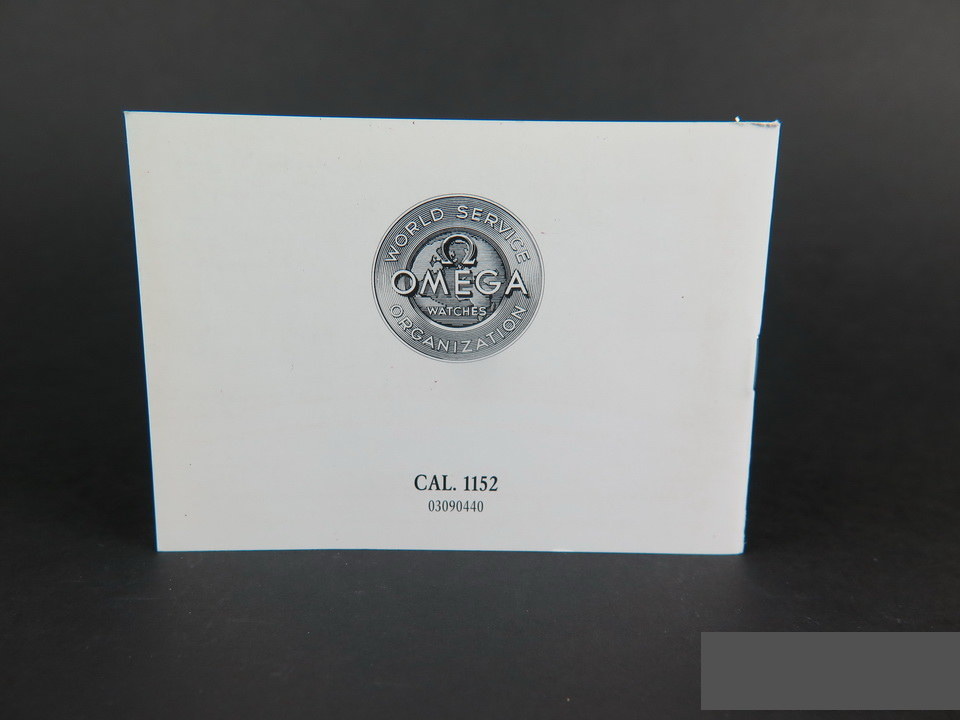 WORLD SERVICE
Ω
OMEGA
WATCHES
ORGANIZATION
CAL. 1152
03090440